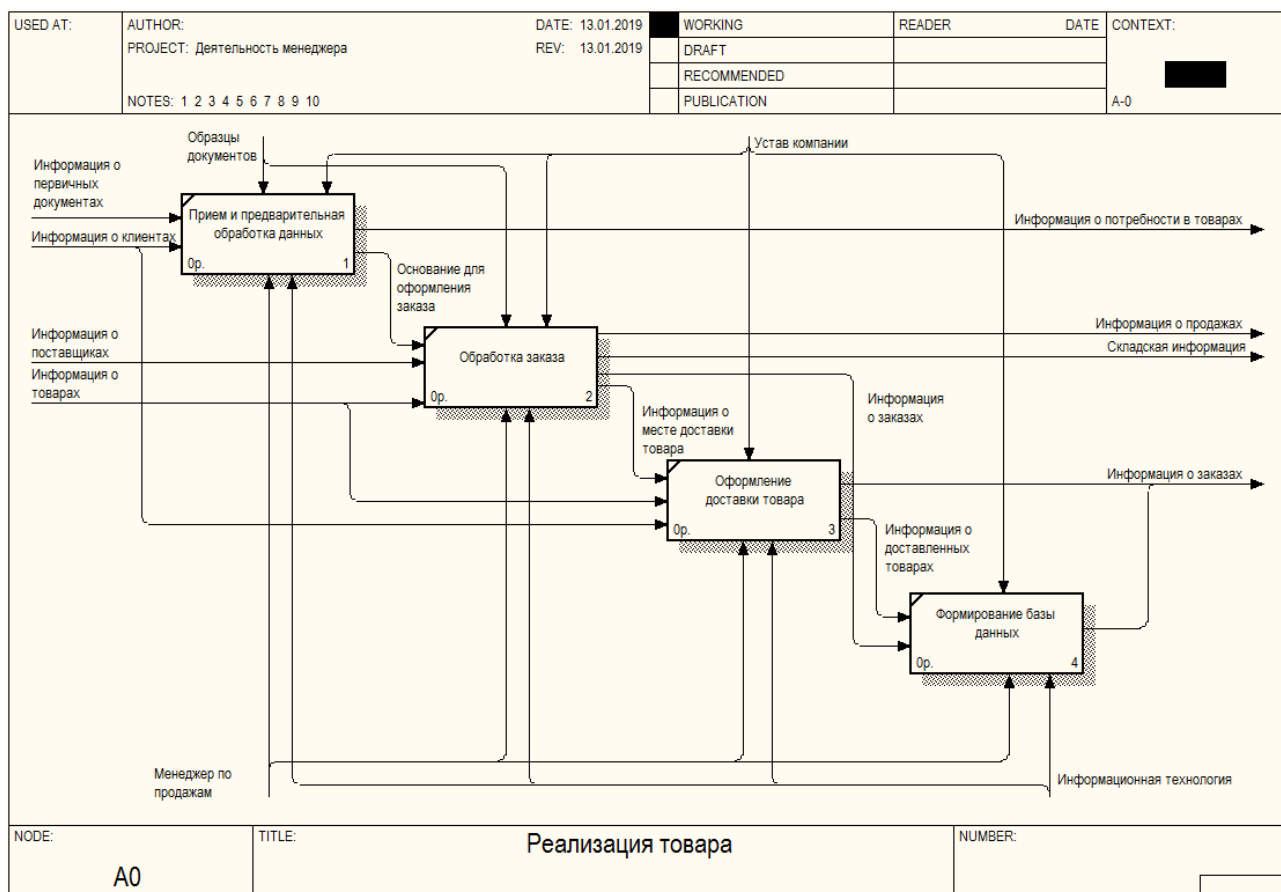 USED AT:
AUTHOR:
DATE: 13.01.2019
PROJECT: Деятельность менеджера
REV: 13.01.2019
NOTES: 1 2 3 4 5 6 7 8 9 10
WORKING
DRAFT
RECOMMENDED
PUBLICATION
READER
DATE
CONTEXT:
A-0
Образцы
документов
Устав компании
Информация о
первичных
документах
Информация о клиентах
Прием и предварительная
обработка данных
0р.
1
Информация о потребности в товарах
Основание для
оформления
заказа
Информация о
поставщиках
Информация о
товарах
Обработка заказа
0р.
2
Информация о продажах
Складская информация
Информация
о заказах
Информация о
месте доставки
товара
Оформление
доставки товара
0р.
3
Информация о заказах
Информация о
доставленных
товарах
Формирование базы
данных
0р.
4
Менеджер по
продажам
Информационная технология
NODE:
A0
TITLE:
Реализация товара
NUMBER: